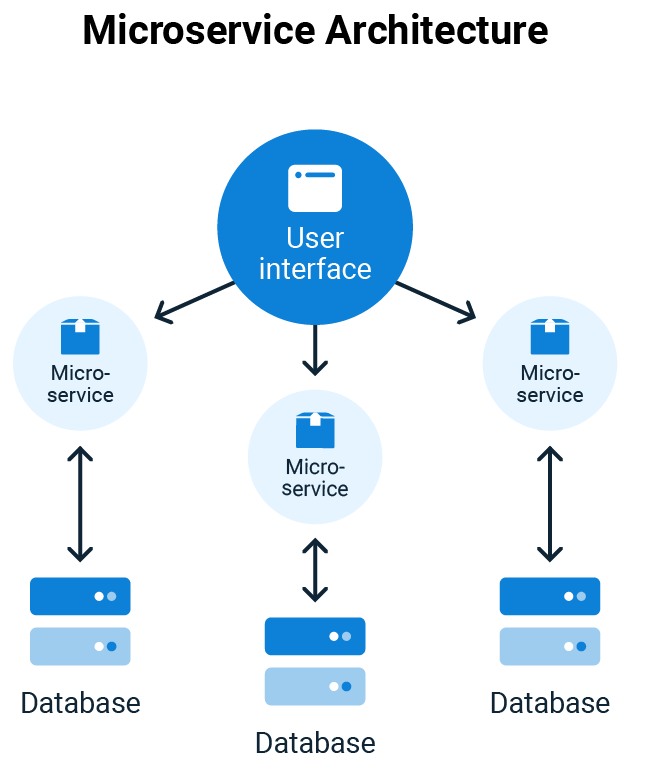 Microservice Architecture
User
interface
Micro-
service
Micro-
service
Micro-
service
Database
Database
Database